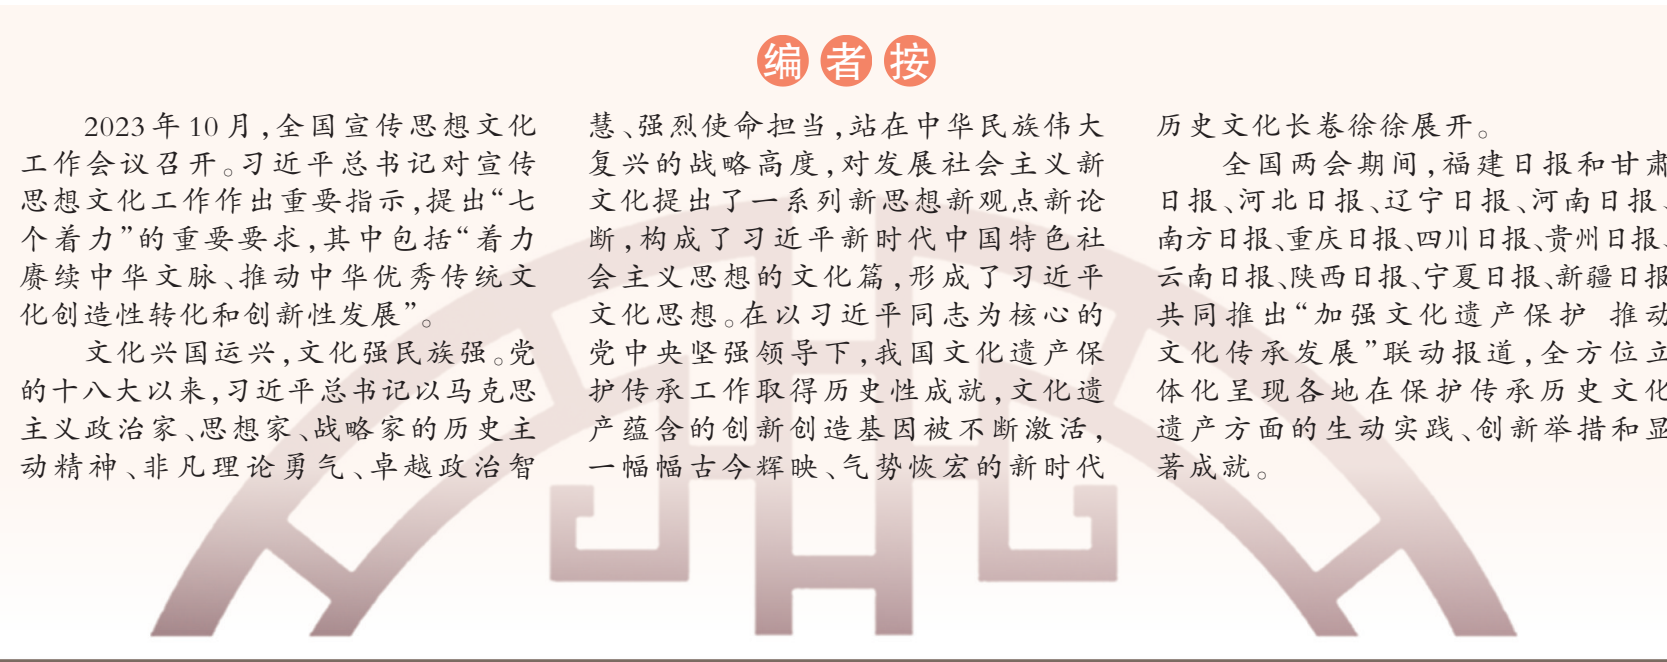 编者按
2023年10月,全国宣传思想文化
工作会议召开。习近平总书记对宣传
思想文化工作作出重要指示,提出“七
个着力”的重要要求,其中包括“着力
赓续中华文脉、推动中华优秀传统文
化创造性转化和创新性发展”。
文化兴国运兴,文化强民族强。党
的十八大以来,习近平总书记以马克思
主义政治家、思想家、战略家的历史主
动精神、非凡理论勇气、卓越政治智
慧、强烈使命担当,站在中华民族伟大
复兴的战略高度,对发展社会主义新
文化提出了一系列新思想新观点新论
断,构成了习近平新时代中国特色社
会主义思想的文化篇,形成了习近平
文化思想。在以习近平同志为核心的
党中央坚强领导下,我国文化遗产保
护传承工作取得历史性成就,文化遗
产蕴含的创新创造基因被不断激活,
一幅幅古今辉映、气势恢宏的新时代
历史文化长卷徐徐展开。
全国两会期间,福建日报和甘肃
日报、河北日报、辽宁日报、河南日报、
南方日报、重庆日报、四川日报、贵州日报、
云南日报、陕西日报、宁夏日报、新疆日报
共同推出“加强文化遗产保护 推动
文化传承发展”联动报道,全方位立
体化呈现各地在保护传承历史文化
遗产方面的生动实践、创新举措和显
著成就。